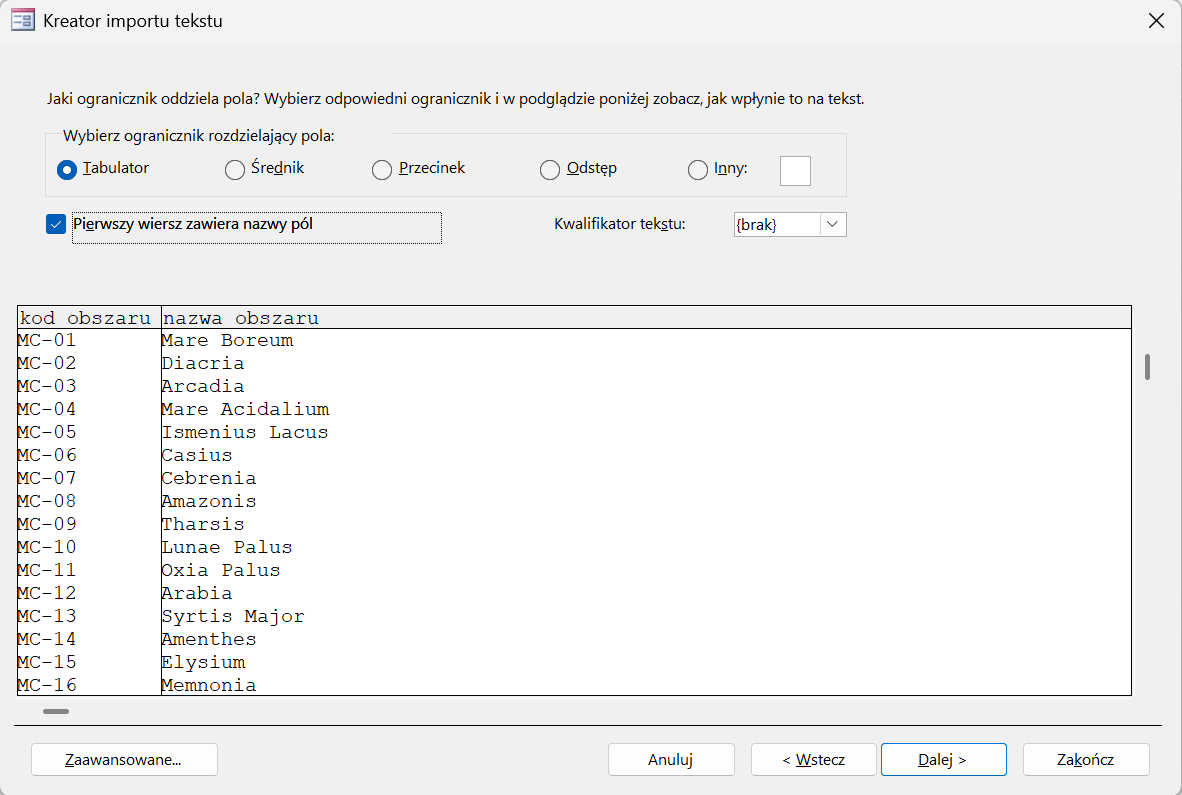 Kreator importu tekstu
Jaki ogranicznik oddziela pola? Wybierz odpowiedni ogranicznik i w podglądzie poniżej zobacz, jak wpłynie to na tekst.
Wybierz ogranicznik rozdzielający pola:
Tabulator Średnik Przecinek Odstęp Inny:
Pierwszy wiersz zawiera nazwy pól Kwalifikator tekstu: {brak}
kod obszaru nazwa obszaru
MC-01 Mare Boreum
MC-02 Diacria
MC-03 Arcadia
MC-04 Mare Acidalium
MC-05 Ismenius Lacus
MC-06 Casius
MC-07 Cebrenia
MC-08 Amazonis
MC-09 Tharsis
MC-10 Lunae Palus
MC-11 Oxia Palus
MC-12 Arabia
MC-13 Syrtis Major
MC-14 Amenthes
MC-15 Elysium
MC-16 Memnonia
Zaawansowane... Anuluj < Wstecz Dalej > Zakończ